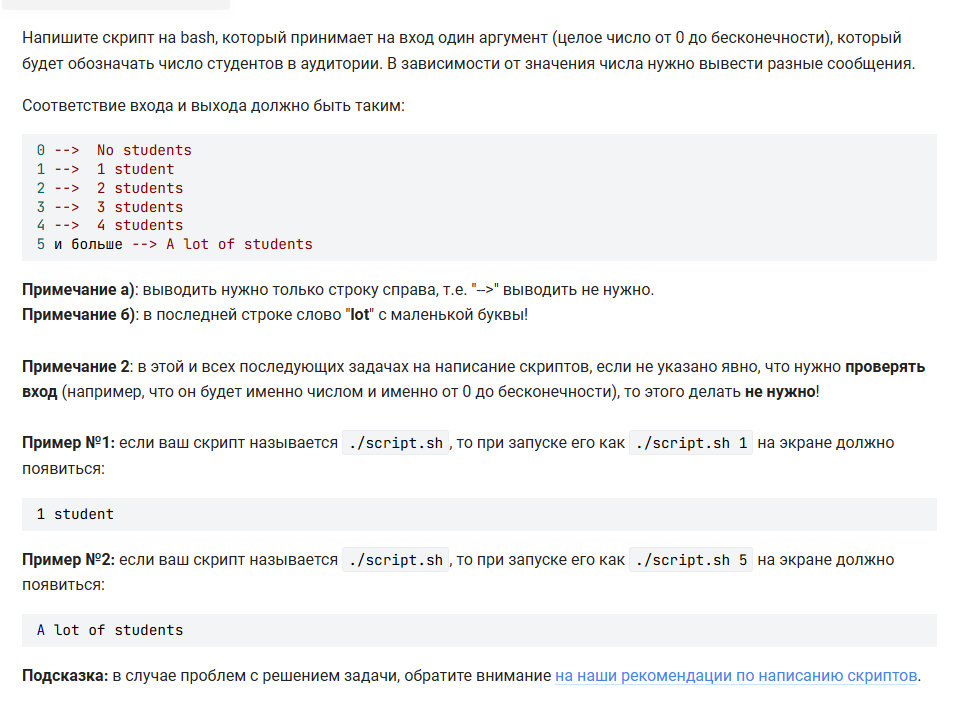 Напишите скрипт на bash, который принимает на вход один аргумент (целое число от 0 до бесконечности), который
будет обозначать число студентов в аудитории. В зависимости от значения числа нужно вывести разные сообщения.
Соответствие входа и выхода должно быть таким:
0 -->  No students
1 -->  1 student
2 -->  2 students
3 -->  3 students
4 -->  4 students
5 и больше --> A lot of students
Примечание а): выводить нужно только строку справа, т.е. "-->" выводить не нужно.
Примечание б): в последней строке слово "lot" с маленькой буквы!
Примечание 2: в этой и всех последующих задачах на написание скриптов, если не указано явно, что нужно проверять
вход (например, что он будет именно числом и именно от 0 до бесконечности), то этого делать не нужно!
Пример №1: если ваш скрипт называется ./script.sh, то при запуске его как ./script.sh 1 на экране должно
появиться:
1 student
Пример №2: если ваш скрипт называется ./script.sh, то при запуске его как ./script.sh 5 на экране должно
появиться:
A lot of students
Подсказка: в случае проблем с решением задачи, обратите внимание на наши рекомендации по написанию скриптов.